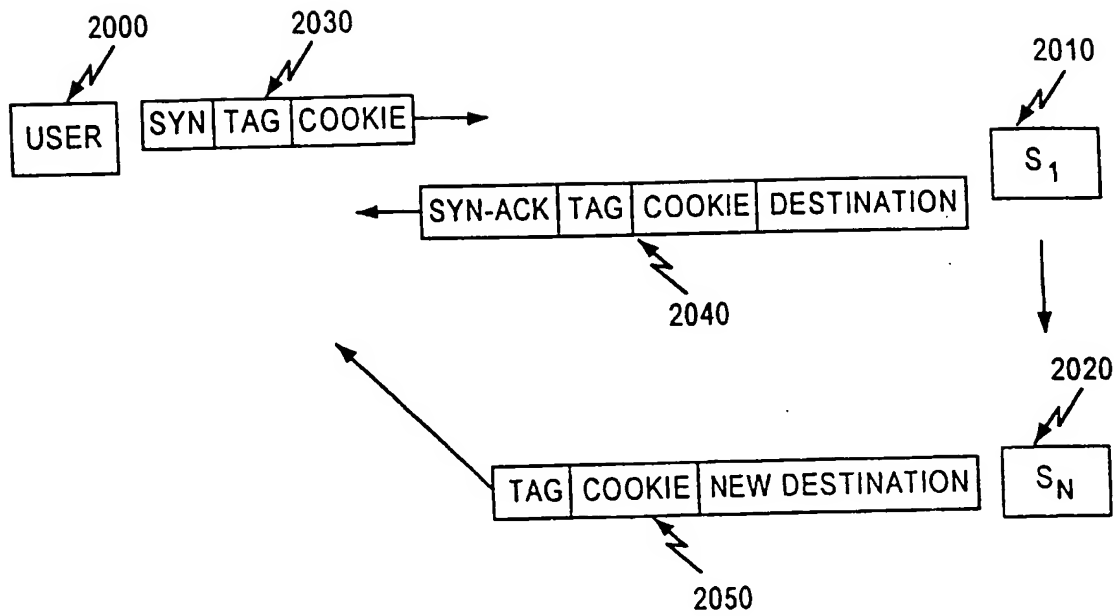 2000
2030
2010
USER
SYN TAG COOKIE
S1
SYN-ACK TAG COOKIE DESTINATION
2040
2020
TAG COOKIE NEW DESTINATION
SN
2050